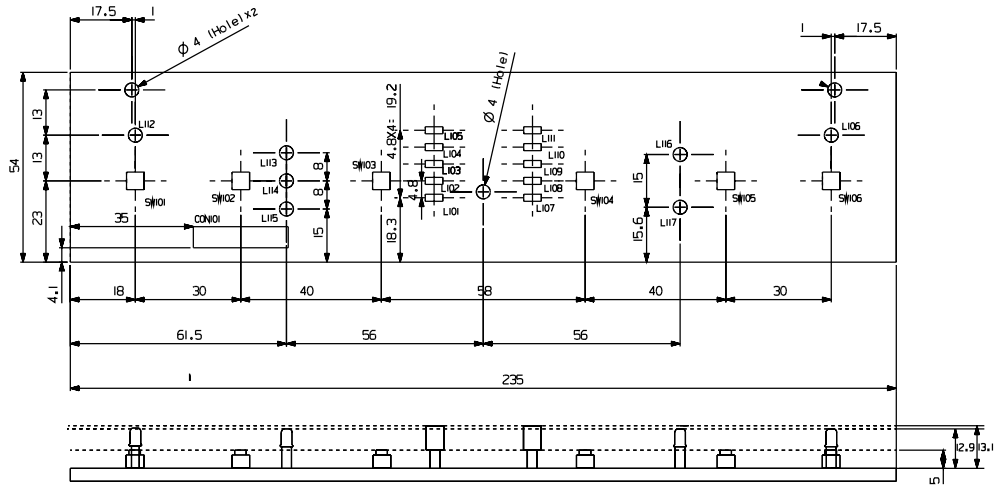 17.5
1
Ø 4 (Hole)x2
1
17.5
13
L112
13
54
23
4.8X4= 19.2
Ø 4 (Hole)
L105
L111
L106
L104
L110
L116
L113
8
SW103
L103
L109
4.8
L102
L108
15
SW101
SW102
L114
8
L101
L107
SW104
SW105
SW106
35
CON101
L115
15
18.3
15.6
L117
4.1
18
30
40
58
40
30
61.5
56
56
1
235
12.9
13.1
5